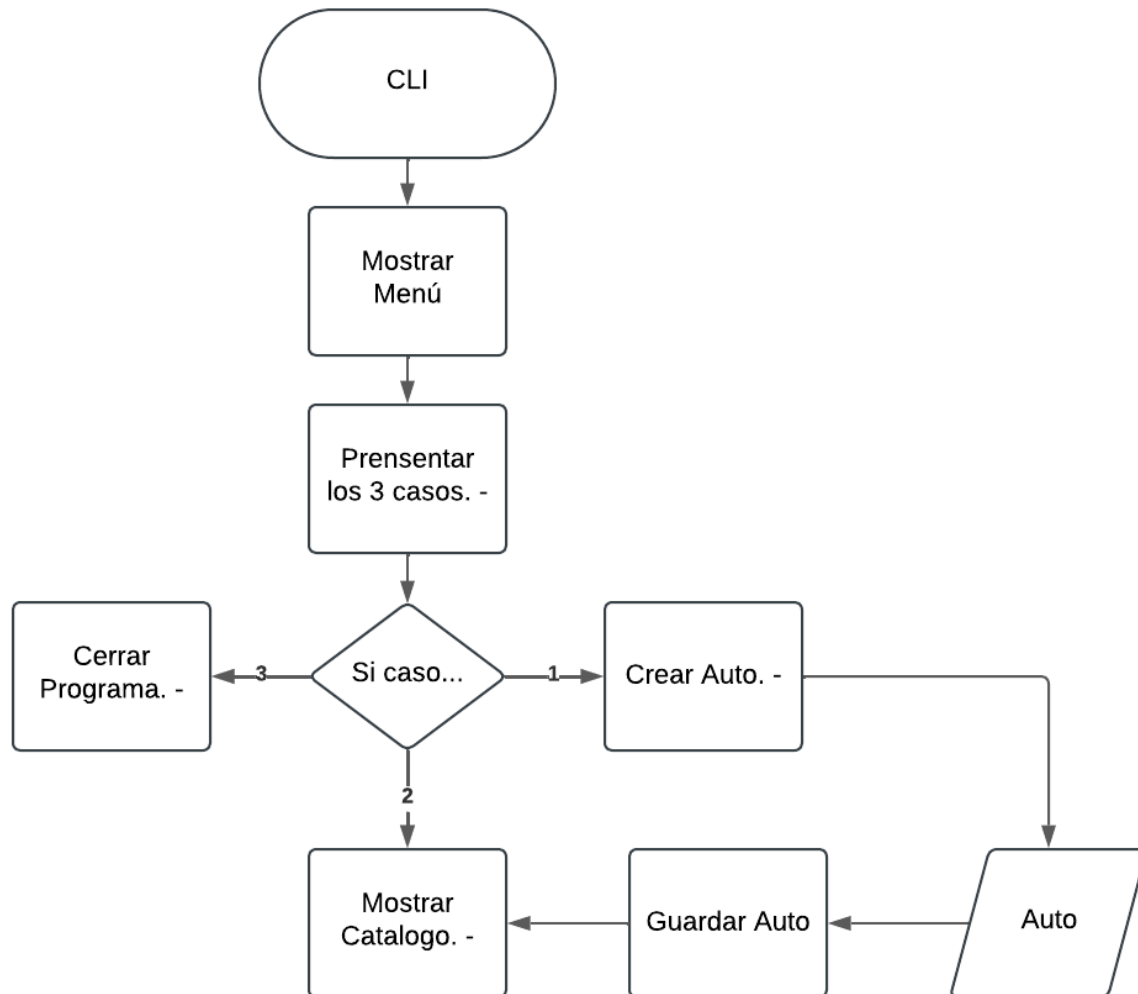 CLI
Mostrar
Menú
Prensentar
los 3 casos. -
Cerrar
Programa. -
3
Si caso...
1
Crear Auto. -
2
Mostrar
Catalogo. -
Guardar Auto
Auto